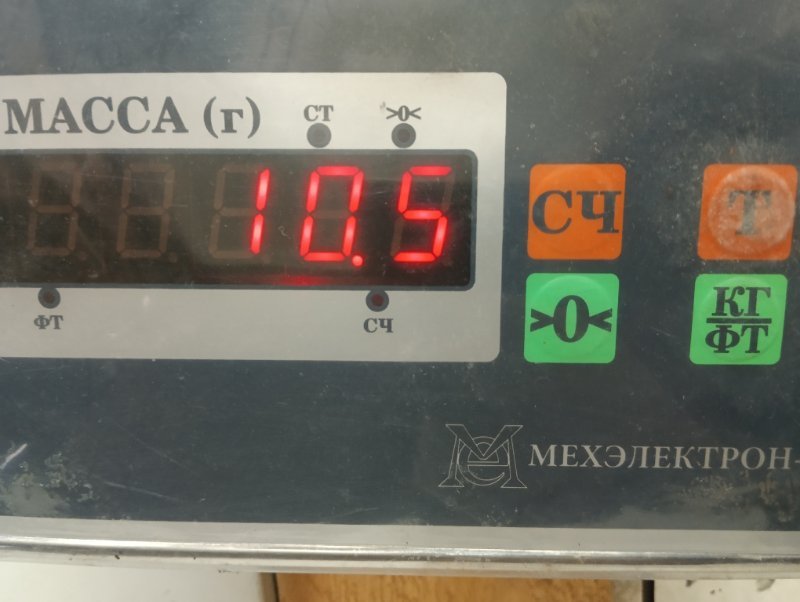 МАССА (г)
СТ
>0<
10.5
ФТ
СЧ
СЧ
Т
>0<
КГ
ФТ
МЕХЭЛЕКТРОН-